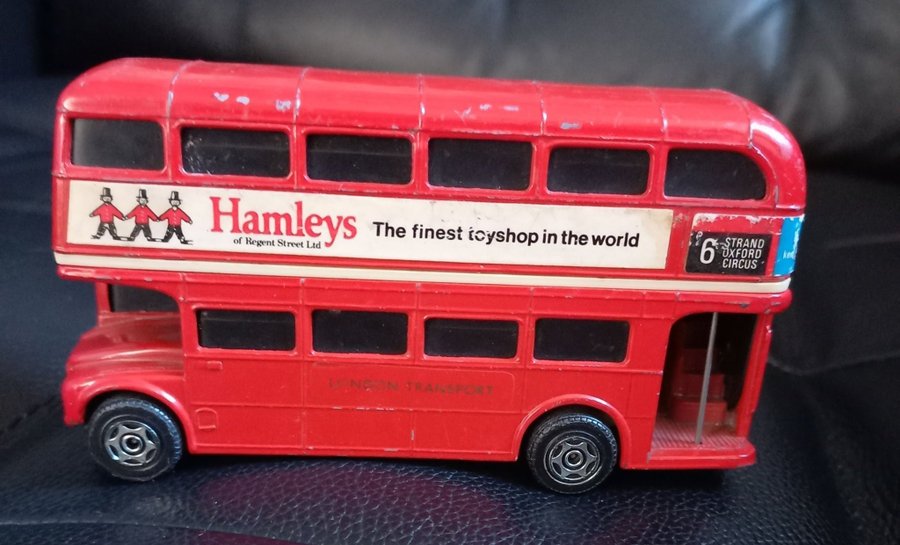 Hamleys
of Regent Street Ltd
The finest toyshop in the world
6
STRAND
OXFORD
CIRCUS
LONDON TRANSPORT